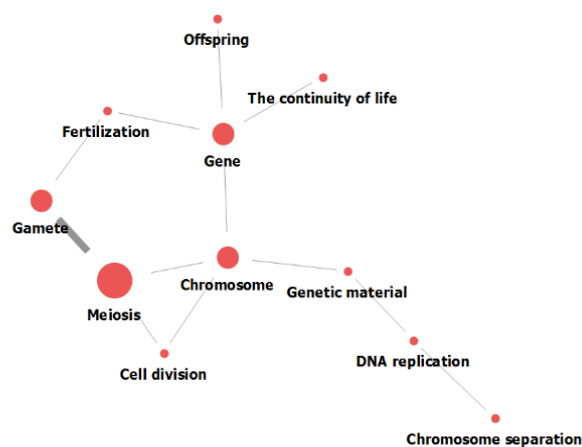 Offspring
The continuity of life
Fertilization
Gene
Gamete
Chromosome
Genetic material
Meiosis
DNA replication
Cell division
Chromosome separation